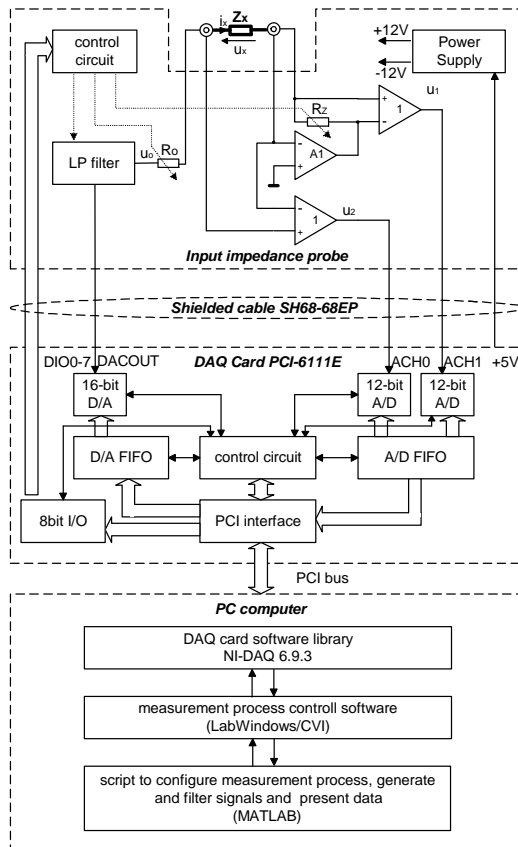 control
circuit
ix Zx
ux
+12V
-12V
Power
Supply
u1
+
-
1
Rz
LP filter
uo
Ro
-
+
A1
-
+
1
u2
Input impedance probe
Shielded cable SH68-68EP
DIO0-7 DACOUT
DAQ Card PCI-6111E
ACH0 ACH1 +5V
16-bit
D/A
12-bit
A/D
12-bit
A/D
D/A FIFO
control circuit
A/D FIFO
8bit I/O
PCI interface
PCI bus
PC computer
DAQ card software library
NI-DAQ 6.9.3
measurement process controll software
(LabWindows/CVI)
script to configure measurement process, generate
and filter signals and present data
(MATLAB)